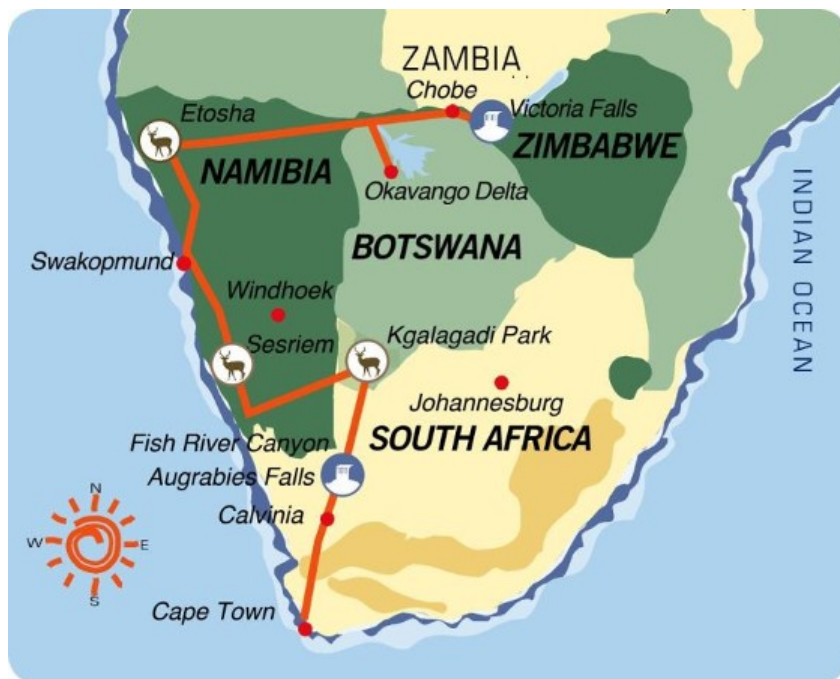 ZAMBIA
Chobe
Etosha
Victoria Falls
ZIMBABWE
NAMIBIA
Okavango Delta
INDIAN OCEAN
BOTSWANA
Swakopmund
Windhoek
Kgalagadi Park
Sesriem
Johannesburg
Fish River Canyon
SOUTH AFRICA
Augrabies Falls
Calvinia
N
W
E
S
Cape Town